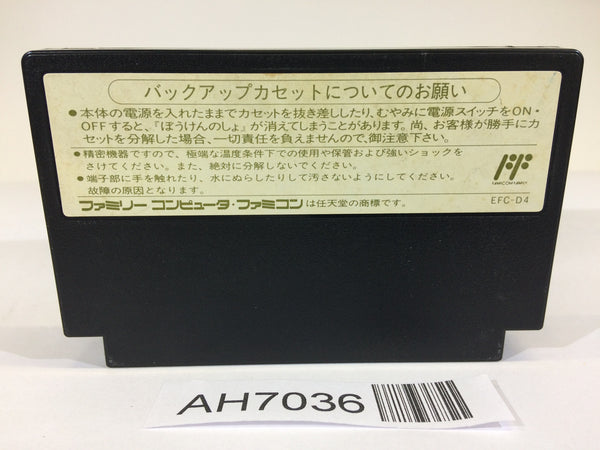 バックアップカセットについてのお願い
●本体の電源を入れたままでカセットを抜き差ししたり、むやみに電源スイッチをON・
OFFすると、『ぼうけんのしょ』が消えてしまうことがあります。尚、お客様が勝手にカ
セットを分解した場合、一切責任を負えませんので、御注意下さい。
●精密機器ですので、極端な温度条件下での使用や保管および強いショックを
さけてください。また、絶対に分解しないでください。
●端子部に手を触れたり、水にぬらしたりして汚さないようにしてください。
故障の原因となります。
ファミリーコンピュータ・ファミコンは任天堂の商標です。
FF
FAMICOM FAMILY
EFC-D4
AH7036